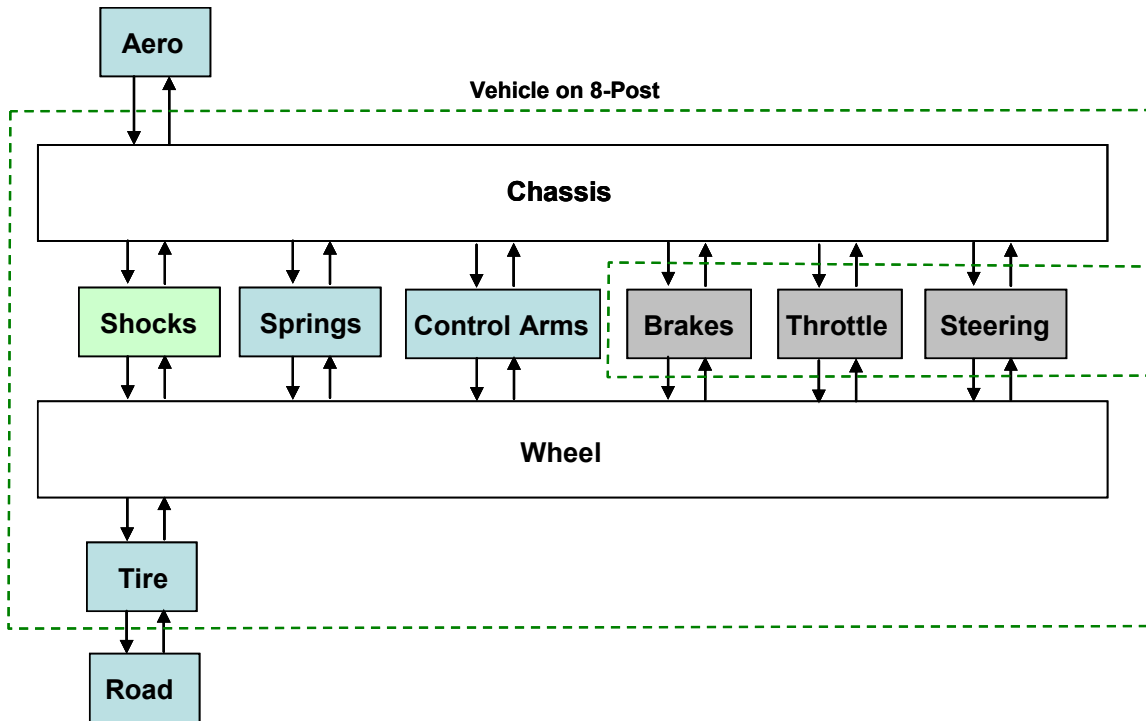 Aero
Vehicle on 8-Post
Chassis
Shocks
Springs
Control Arms
Brakes
Throttle
Steering
Wheel
Tire
Road